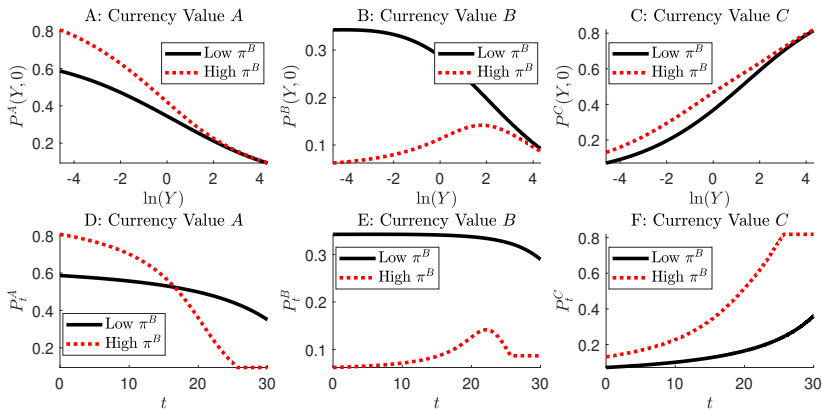 A: Currency Value A
B: Currency Value B
C: Currency Value C
P^A(Y, 0)
0.8
0.6
0.4
0.2
Low π^B
High π^B
-4 -2 0 2 4
ln(Y)
P^B(Y, 0)
0.3
0.2
0.1
Low π^B
High π^B
-4 -2 0 2 4
ln(Y)
P^C(Y, 0)
0.8
0.6
0.4
0.2
Low π^B
High π^B
-4 -2 0 2 4
ln(Y)
D: Currency Value A
E: Currency Value B
F: Currency Value C
P_t^A
0.8
0.6
0.4
0.2
Low π^B
High π^B
0 10 20 30
t
P_t^B
0.3
0.2
0.1
Low π^B
High π^B
0 10 20 30
t
P_t^C
0.8
0.6
0.4
0.2
Low π^B
High π^B
0 10 20 30
t